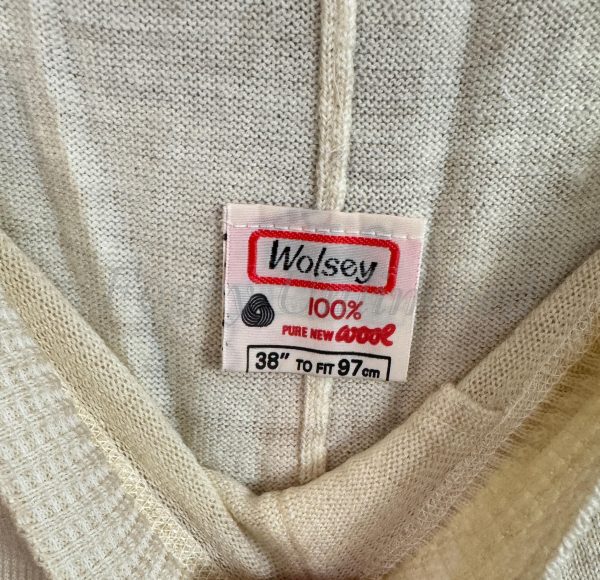 Wolsey
100%
PURE NEW wool
38” TO FIT 97cm